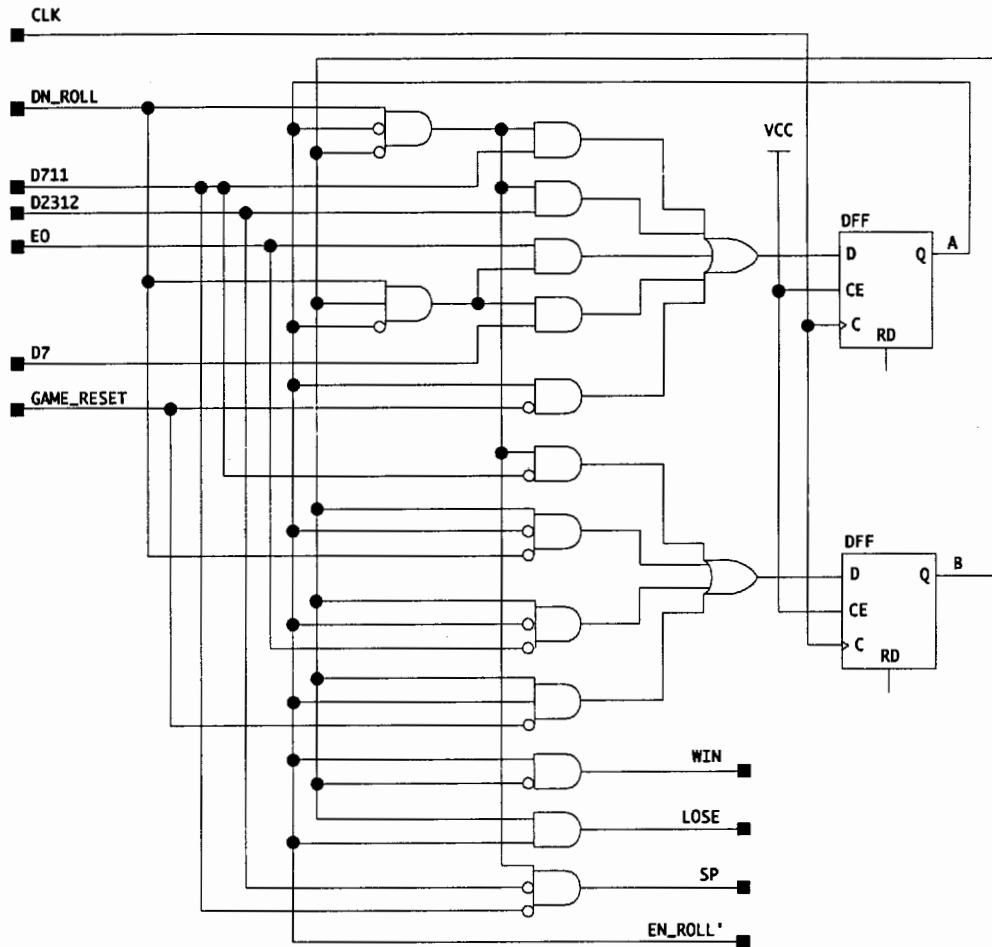 CLK
DN_ROLL
VCC
D711
D2312
DFF
EO
A
D
Q
CE
C
RD
D7
GAME_RESET
DFF
B
D
Q
CE
C
RD
WIN
LOSE
SP
EN_ROLL'